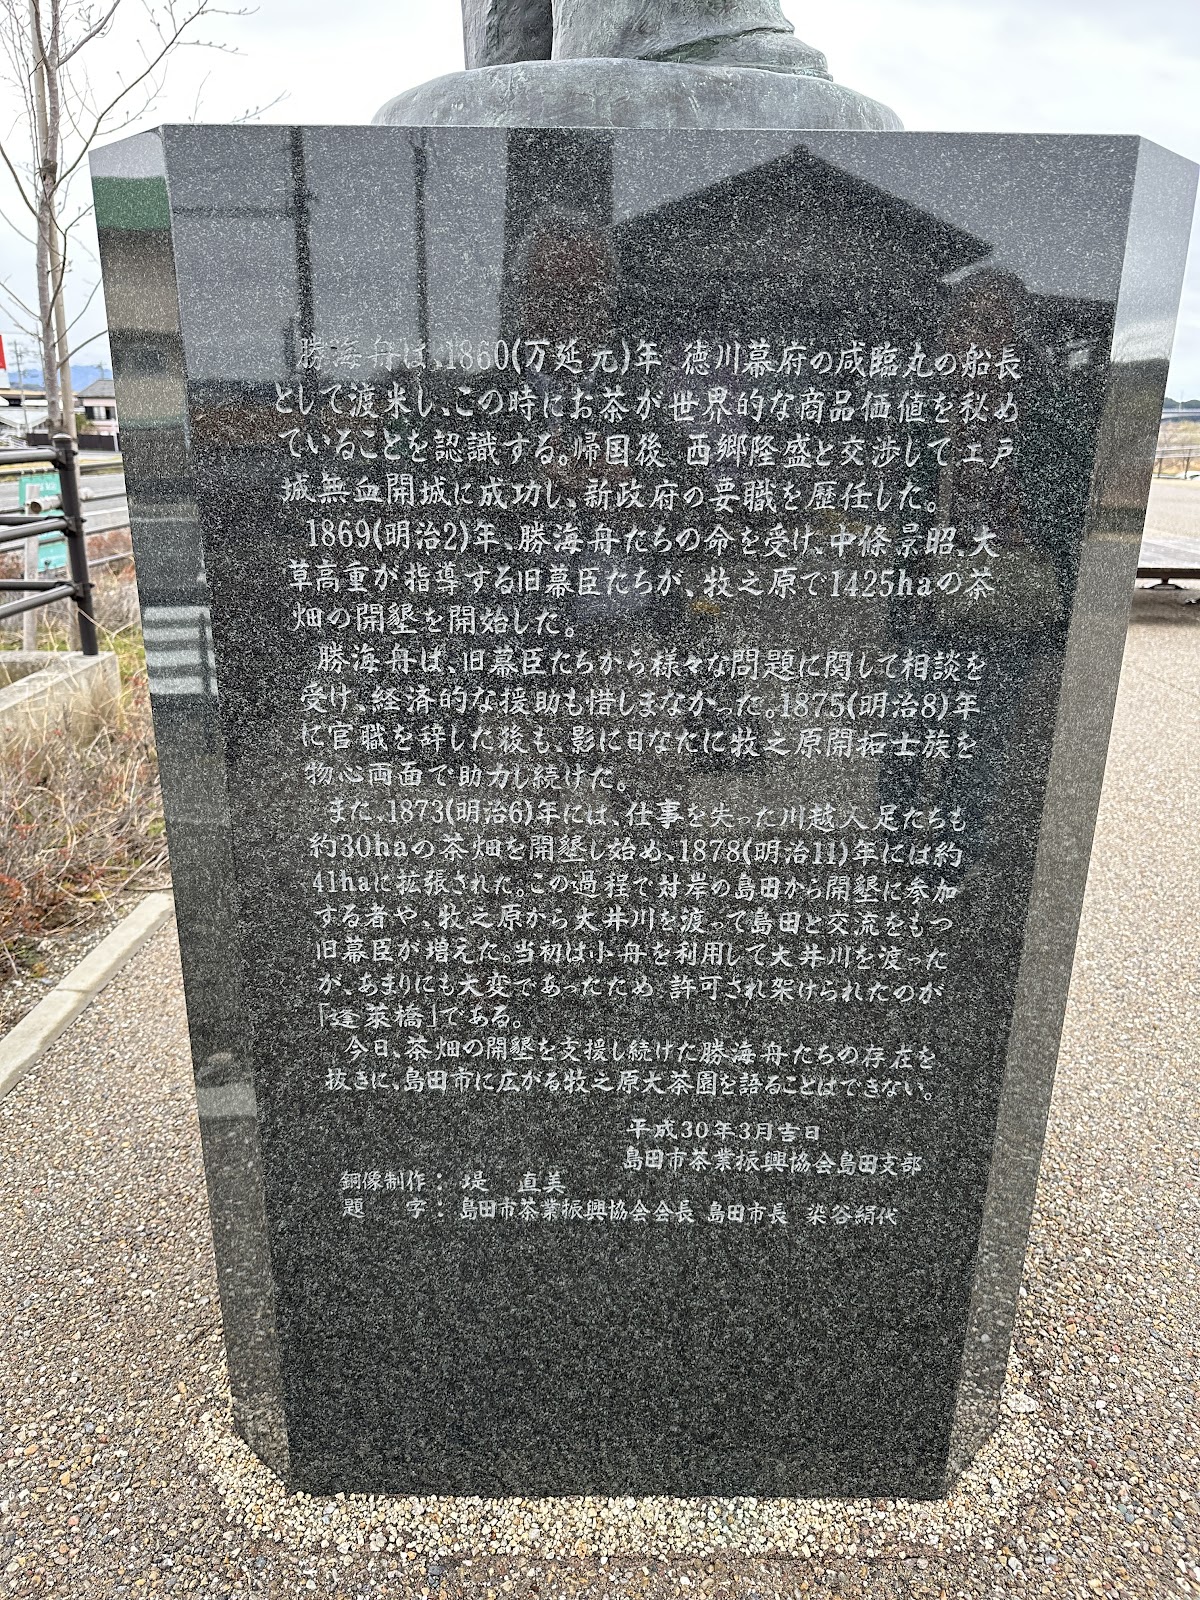 勝海舟は、1860(万延元)年、徳川幕府の咸臨丸の船長
として渡米し、この時にお茶が世界的な商品価値を秘め
ていることを認識する。帰国後、西郷隆盛と交渉して江戸
城無血開城に成功し、新政府の要職を歴任した。
1869(明治2)年、勝海舟たちの命を受け、中條景昭、大
草高重が指導する旧幕臣たちが、牧之原で1425haの茶
畑の開墾を開始した。
勝海舟は、旧幕臣たちから様々な問題に関して相談を
受け、経済的な援助も惜しまなかった。1875(明治8)年
に官職を辞した後も、影に日なたに牧之原開拓士族を
物心両面で助力し続けた。
また、1873(明治6)年には、仕事を失った川越人足たちも
約30haの茶畑を開墾し始め、1878(明治11)年には約
41haに拡張された。この過程で対岸の島田から開墾に参加
する者や、牧之原から大井川を渡って島田と交流をもつ
旧幕臣が増えた。当初は小舟を利用して大井川を渡った
が、あまりにも大変であったため、許可され架けられたのが
「蓬萊橋」である。
今日、茶畑の開墾を支援し続けた勝海舟たちの存在を
抜きに、島田市に広がる牧之原大茶園を語ることはできない。
平成30年3月吉日
島田市茶業振興協会島田支部
銅像制作：堤　直美
題　　字：島田市茶業振興協会会長 島田市長 染谷絹代